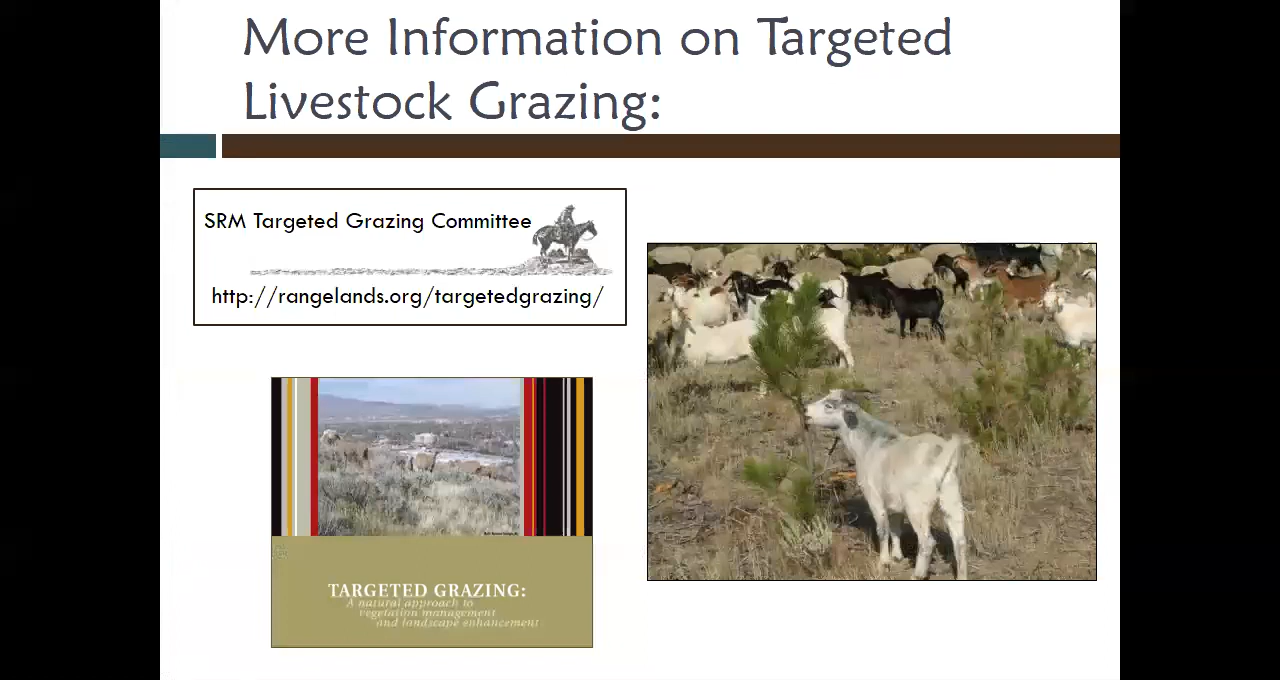 More Information on Targeted
Livestock Grazing:
SRM Targeted Grazing Committee
http://rangelands.org/targetedgrazing/
TARGETED GRAZING:
A natural approach to
vegetation management
and landscape enhancement